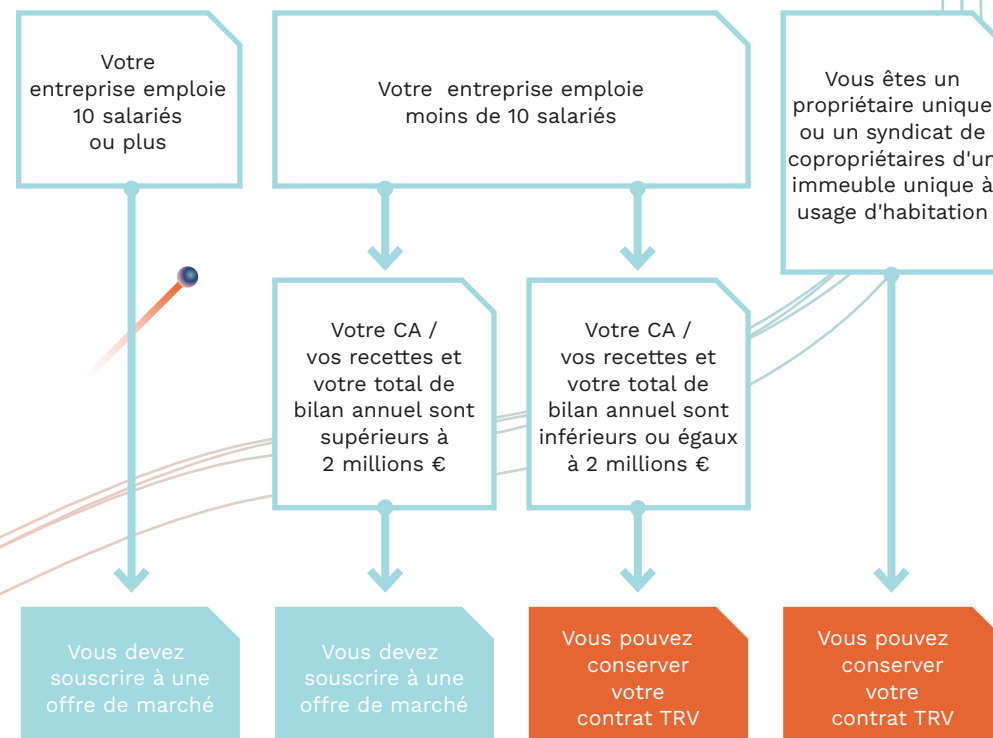 Votre
entreprise emploie
10 salariés
ou plus
Votre entreprise emploie
moins de 10 salariés
Vous êtes un
propriétaire unique
ou un syndicat de
copropriétaires d'un
immeuble unique à
usage d'habitation
Votre CA /
vos recettes et
votre total de
bilan annuel sont
supérieurs à
2 millions €
Votre CA /
vos recettes et
votre total de
bilan annuel sont
inférieurs ou égaux
à 2 millions €
Vous devez
souscrire à une
offre de marché
Vous devez
souscrire à une
offre de marché
Vous pouvez
conserver
votre
contrat TRV
Vous pouvez
conserver
votre
contrat TRV